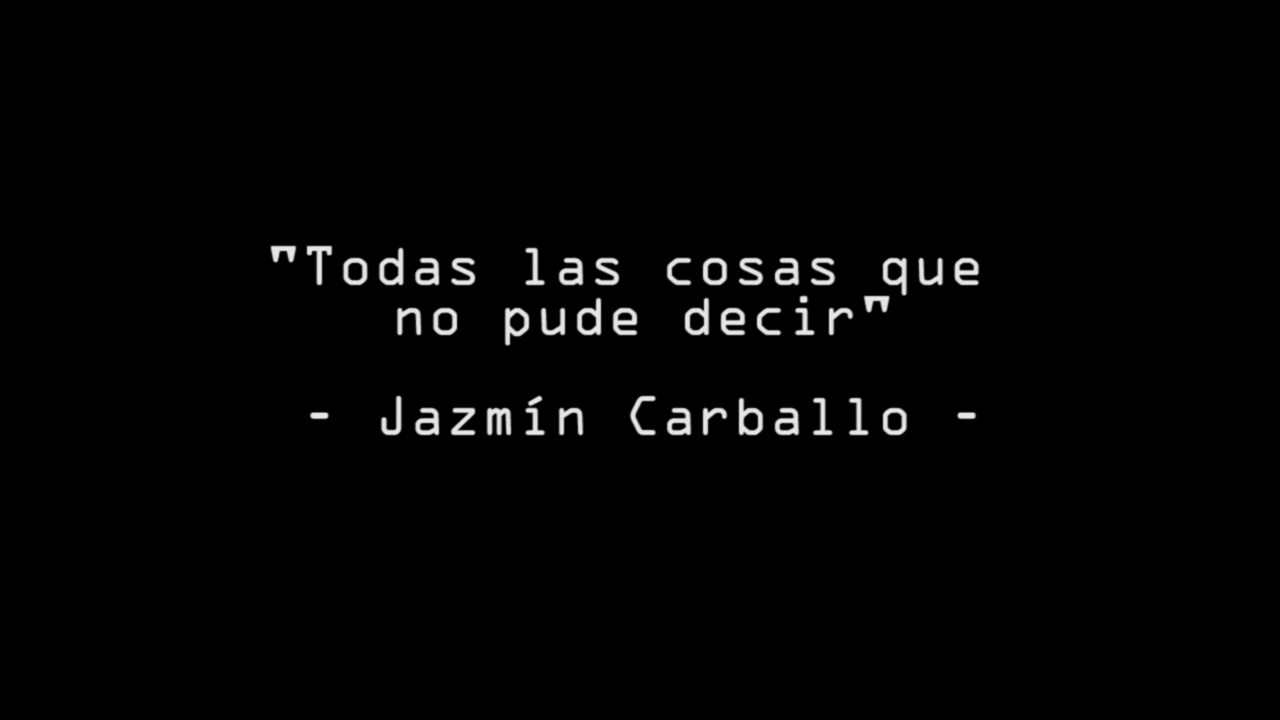 "Todas las cosas que
no pude decir"
- Jazmín Carballo -